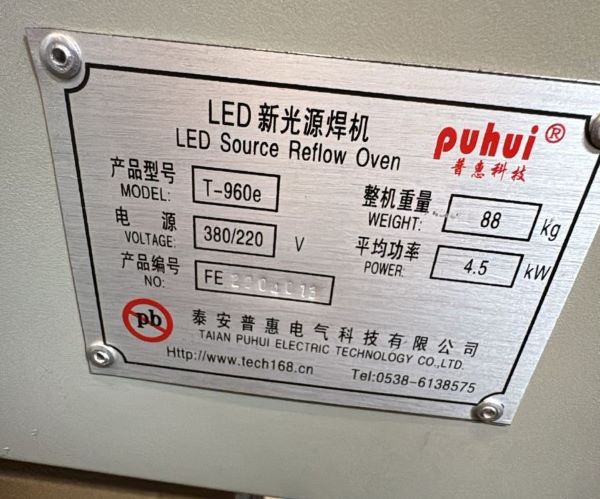 LED 新光源焊机
LED Source Reflow Oven
puhui®
普惠科技
产品型号
MODEL: T-960e
整机重量
WEIGHT: 88 kg
电 源
VOLTAGE: 380/220 V
平均功率
POWER: 4.5 kW
产品编号
NO: FE
pb
泰安普惠电气科技有限公司
TAIAN PUHUI ELECTRIC TECHNOLOGY CO.,LTD.
Http://www.tech168.cn Tel:0538-6138575